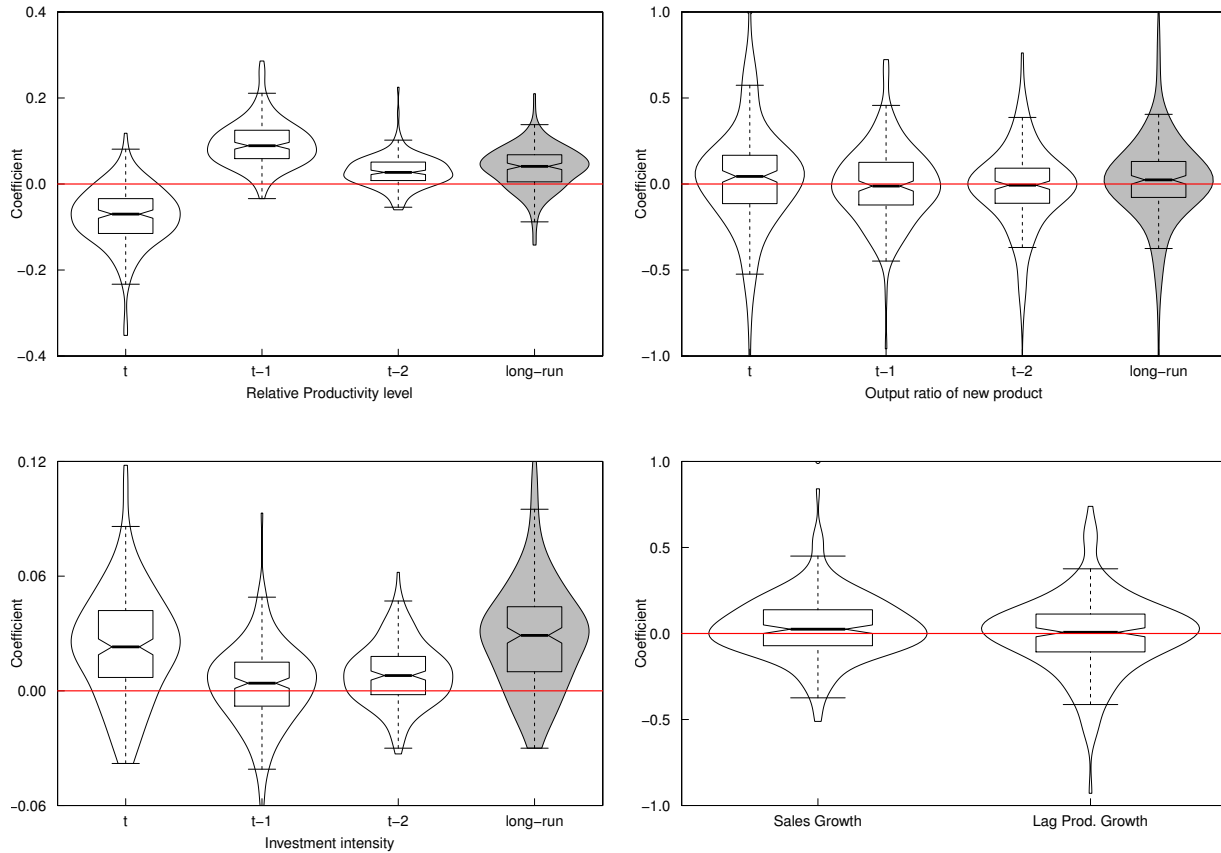 0.4
0.2
0.0
−0.2
−0.4
Coefficient
t
t−1
t−2
long−run
Relative Productivity level
1.0
0.5
0.0
−0.5
−1.0
Coefficient
t
t−1
t−2
long−run
Output ratio of new product
0.12
0.06
0.00
−0.06
Coefficient
t
t−1
t−2
long−run
Investment intensity
1.0
0.5
0.0
−0.5
−1.0
Coefficient
Sales Growth
Lag Prod. Growth